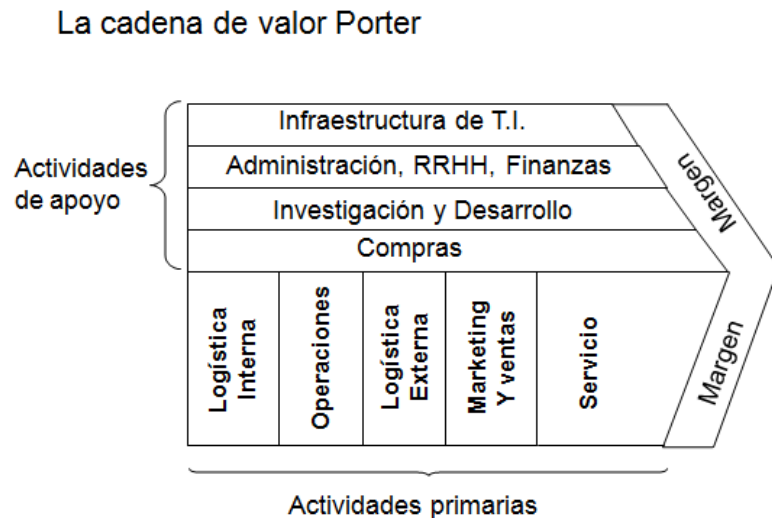 La cadena de valor Porter
Actividades
de apoyo
Infraestructura de T.I.
Administración, RRHH, Finanzas
Investigación y Desarrollo
Compras
Margen
Logística
Interna
Operaciones
Logística
Externa
Marketing
Y ventas
Servicio
Margen
Actividades primarias